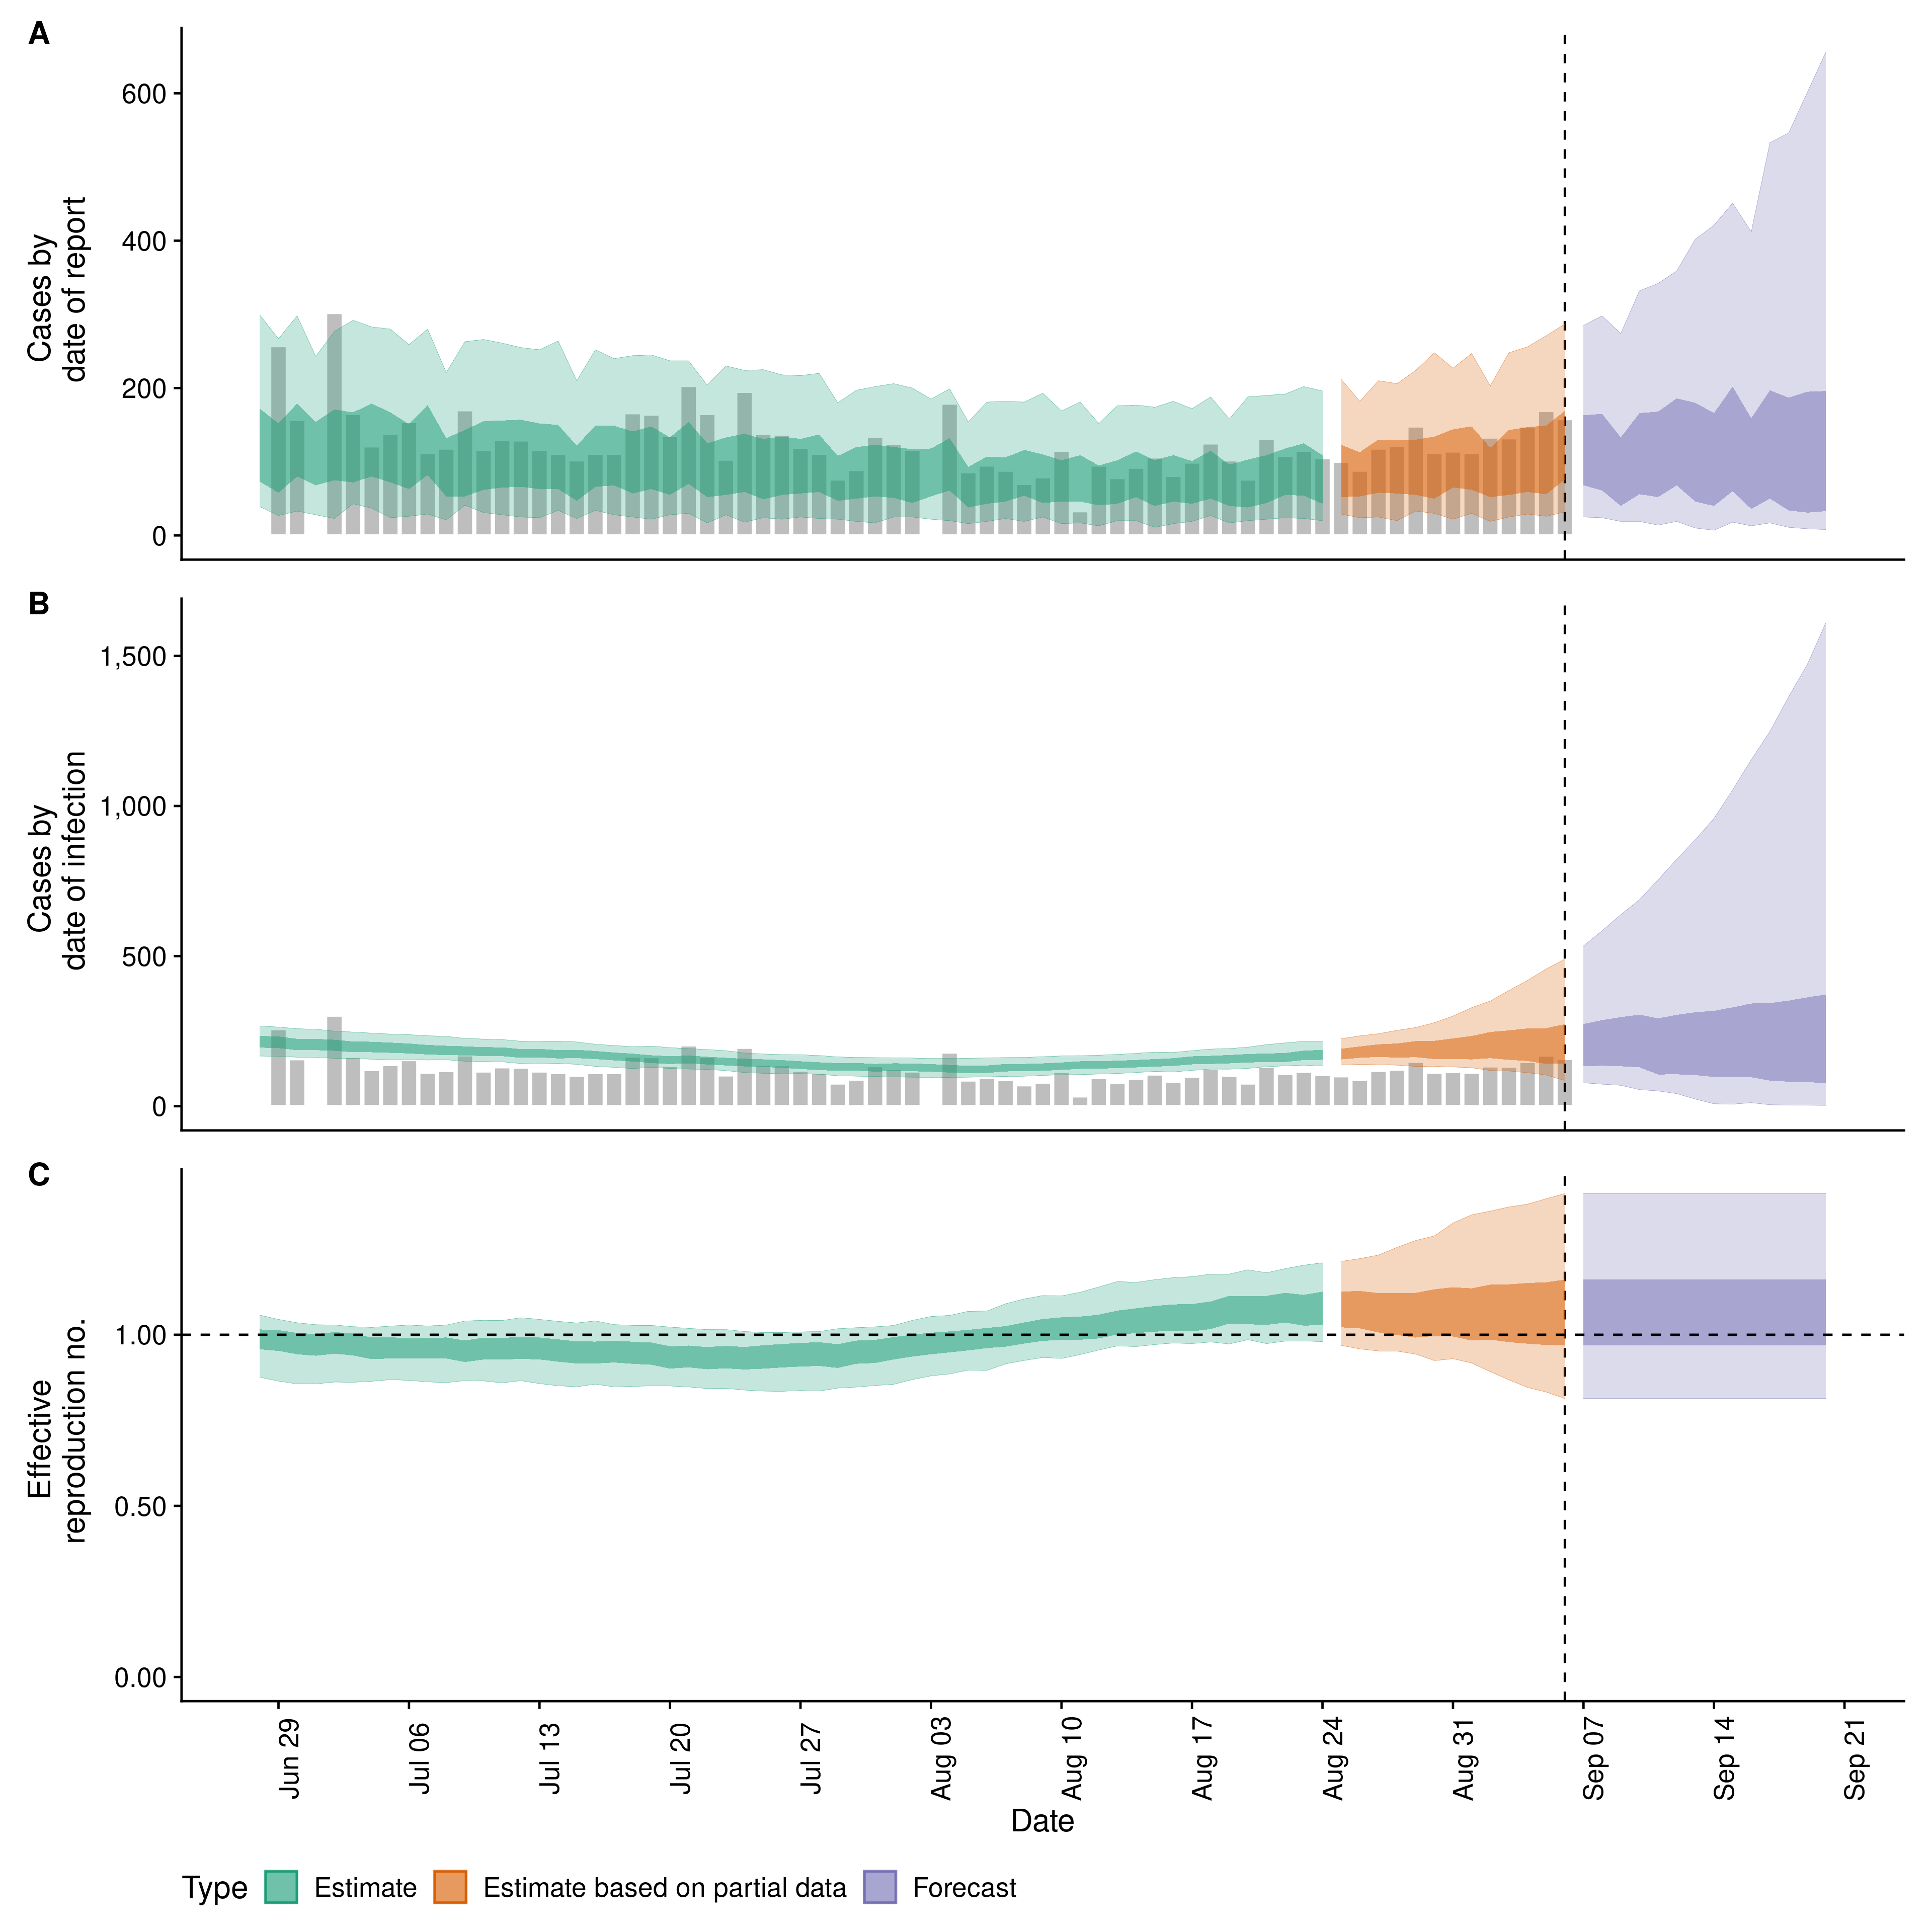 A
Cases by
date of report
600
400
200
0
B
Cases by
date of infection
1,500
1,000
500
0
C
Effective
reproduction no.
1.00
0.50
0.00
Jun 29
Jul 06
Jul 13
Jul 20
Jul 27
Aug 03
Aug 10
Aug 17
Aug 24
Aug 31
Sep 07
Sep 14
Sep 21
Date
Type Estimate Estimate based on partial data Forecast